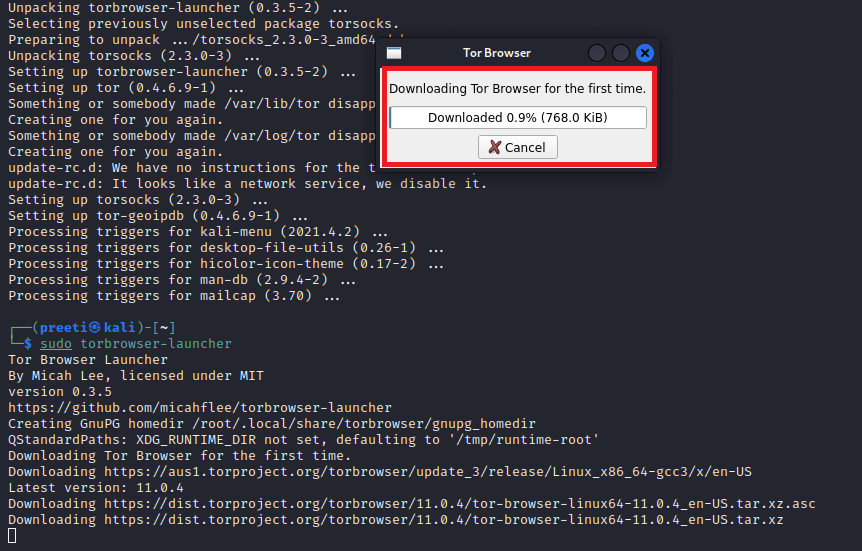 Unpacking torbrowser-launcher (0.3.5-2) ...
Selecting previously unselected package torsocks.
Preparing to unpack .../torsocks_2.3.0-3_amd64
Unpacking torsocks (2.3.0-3) ...
Setting up torbrowser-launcher (0.3.5-2) ...
Setting up tor (0.4.6.9-1) ...
Something or somebody made /var/lib/tor disapp
Creating one for you again.
Something or somebody made /var/log/tor disapp
Creating one for you again.
update-rc.d: We have no instructions for the t
update-rc.d: It looks like a network service, we disable it.
Setting up torsocks (2.3.0-3) ...
Setting up tor-geoipdb (0.4.6.9-1) ...
Processing triggers for kali-menu (2021.4.2) ...
Processing triggers for desktop-file-utils (0.26-1) ...
Processing triggers for hicolor-icon-theme (0.17-2) ...
Processing triggers for man-db (2.9.4-2) ...
Processing triggers for mailcap (3.70) ...
Tor Browser
Downloading Tor Browser for the first time.
Downloaded 0.9% (768.0 KiB)
Cancel
┌──(preeti㉿kali)-[~]
└─$ sudo torbrowser-launcher
Tor Browser Launcher
By Micah Lee, licensed under MIT
version 0.3.5
https://github.com/micahflee/torbrowser-launcher
Creating GnuPG homedir /root/.local/share/torbrowser/gnupg_homedir
QStandardPaths: XDG_RUNTIME_DIR not set, defaulting to '/tmp/runtime-root'
Downloading Tor Browser for the first time.
Downloading https://aus1.torproject.org/torbrowser/update_3/release/Linux_x86_64-gcc3/x/en-US
Latest version: 11.0.4
Downloading https://dist.torproject.org/torbrowser/11.0.4/tor-browser-linux64-11.0.4_en-US.tar.xz.asc
Downloading https://dist.torproject.org/torbrowser/11.0.4/tor-browser-linux64-11.0.4_en-US.tar.xz